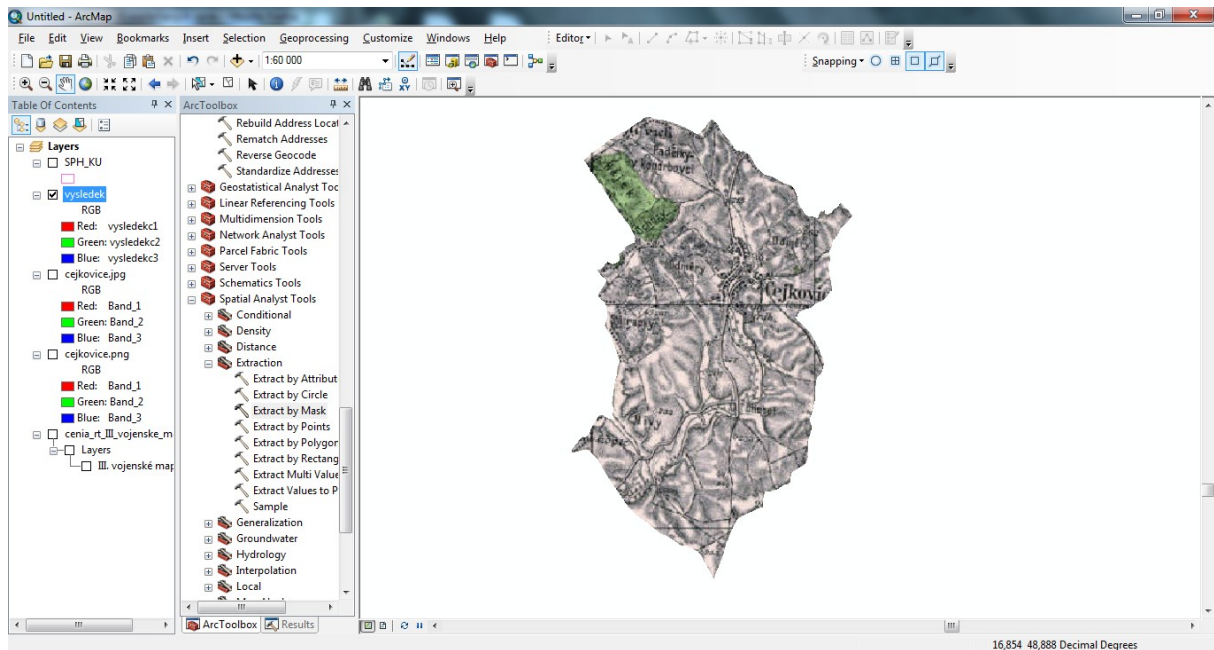 Untitled - ArcMap
File Edit View Bookmarks Insert Selection Geoprocessing Customize Windows Help
Editor
1:60 000
Snapping
Table Of Contents
Layers
SPH_KU
vysledek
RGB
Red: vysledekc1
Green: vysledekc2
Blue: vysledekc3
cejkovice.jpg
RGB
Red: Band_1
Green: Band_2
Blue: Band_3
cejkovice.png
RGB
Red: Band_1
Green: Band_2
Blue: Band_3
cenia_rt_III_vojenske_m
Layers
III. vojenské map
ArcToolbox
Rebuild Address Locat
Rematch Addresses
Reverse Geocode
Standardize Addresses
Geostatistical Analyst Toc
Linear Referencing Tools
Multidimension Tools
Network Analyst Tools
Parcel Fabric Tools
Server Tools
Schematics Tools
Spatial Analyst Tools
Conditional
Density
Distance
Extraction
Extract by Attribut
Extract by Circle
Extract by Mask
Extract by Points
Extract by Polygor
Extract by Rectang
Extract Multi Value
Extract Values to P
Sample
Generalization
Groundwater
Hydrology
Interpolation
Local
ArcToolbox Results
Čejkovic
16,854 48,888 Decimal Degrees